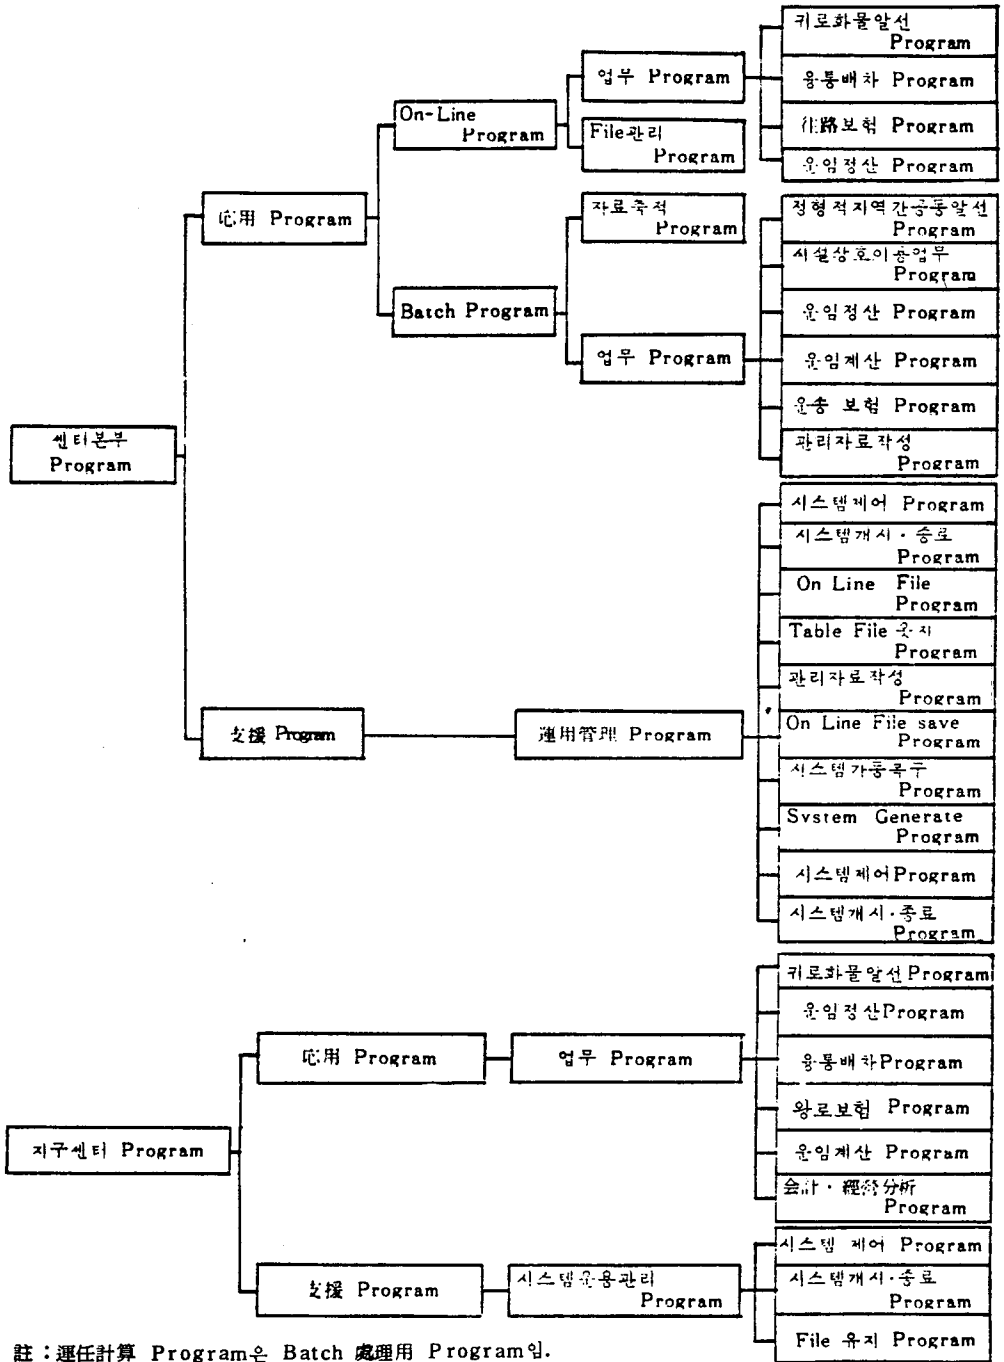 귀로화물알선
Program
업무 Program
융통배차 Program
On-Line
Program
File관리
Program
往路보험 Program
운임정산 Program
応用 Program
자료축적
Program
정형적지역간공동알선
Program
시설상호이용업무
Program
Batch Program
운임정산 Program
업무 Program
운임계산 Program
운송 보험 Program
관리자료작성
Program
쎈터본부
Program
시스템제어 Program
시스템개시·종료
Program
On Line File
Program
Table File 유지
Program
관리자료작성
Program
支援 Program
運用管理 Program
On Line File save
Program
시스템가동복구
Program
System Generate
Program
시스템제어Program
시스템개시·종료
Program
귀로화물알선Program
운임정산Program
応用 Program
업무 Program
융통배차Program
왕로보험 Program
지구쎈터 Program
운임계산 Program
会計·經營分析
Program
시스템 제어 Program
支援 Program
시스템운용관리
Program
시스템개시·종료
Program
File 유지 Program
註：運任計算 Program은 Batch 處理用 Program임.